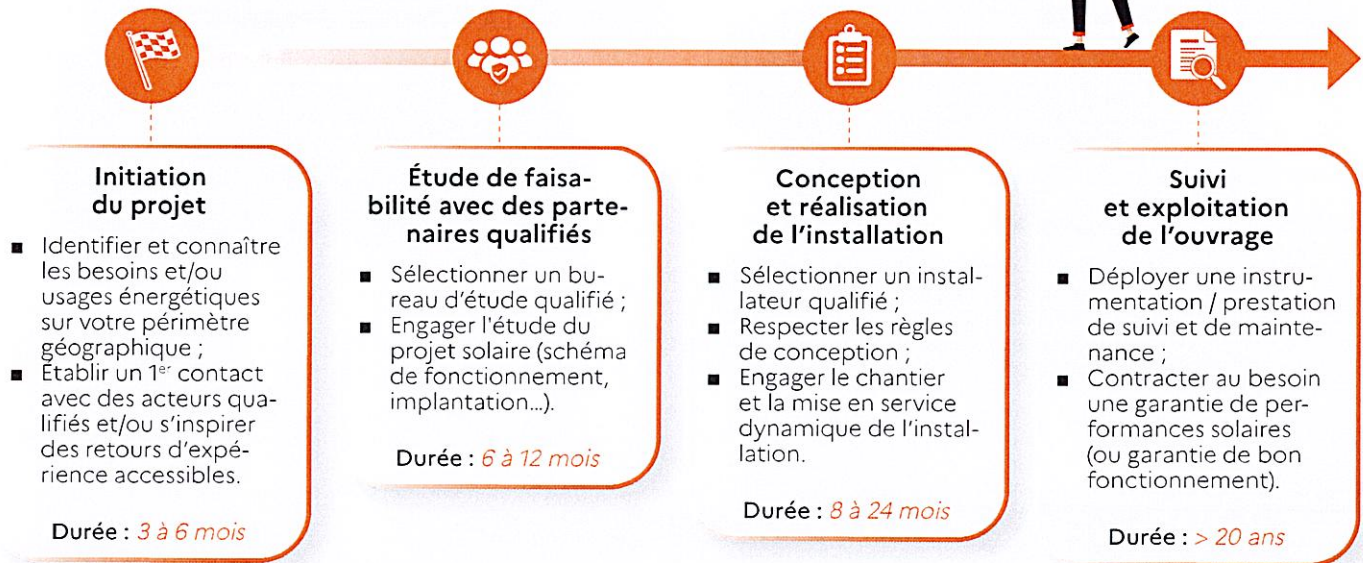 Initiation
du projet
■ Identifier et connaître
les besoins et/ou
usages énergétiques
sur votre périmètre
géographique ;
■ Établir un 1er contact
avec des acteurs qua-
lifiés et/ou s'inspirer
des retours d'expé-
rience accessibles.
Durée : 3 à 6 mois
Étude de faisa-
bilité avec des parte-
naires qualifiés
■ Sélectionner un bu-
reau d'étude qualifié ;
■ Engager l'étude du
projet solaire (schéma
de fonctionnement,
implantation...).
Durée : 6 à 12 mois
Conception
et réalisation
de l'installation
■ Sélectionner un instal-
lateur qualifié ;
■ Respecter les règles
de conception ;
■ Engager le chantier
et la mise en service
dynamique de l'instal-
lation.
Durée : 8 à 24 mois
Suivi
et exploitation
de l'ouvrage
■ Déployer une instru-
mentation / prestation
de suivi et de mainte-
nance ;
■ Contracter au besoin
une garantie de per-
formances solaires
(ou garantie de bon
fonctionnement).
Durée : > 20 ans